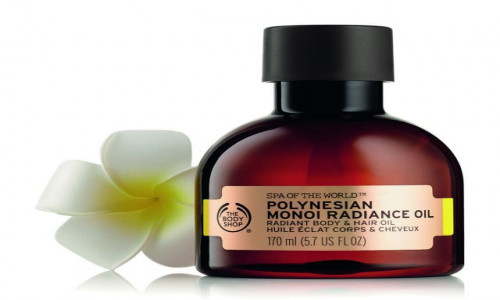 SPA OF THE WORLD™
POLYNESIAN
MONOI RADIANCE OIL
RADIANT BODY & HAIR OIL
HUILE ÉCLAT CORPS & CHEVEUX
170 ml (5.7 US FL OZ)
THE
BODY
SHOP